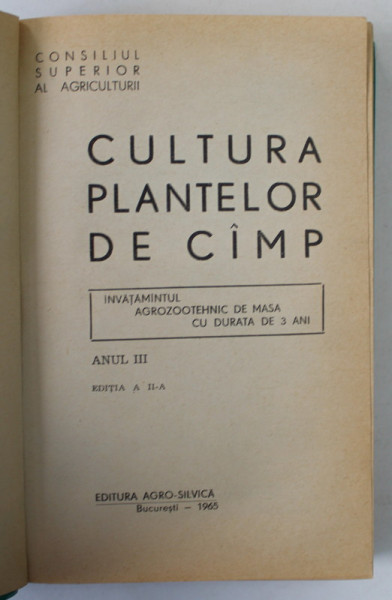 CONSILIUL
SUPERIOR
AL AGRICULTURII
CULTURA
PLANTELOR
DE CÎMP
INVĂȚAMINTUL
AGROZOOTEHNIC DE MASA
CU DURATA DE 3 ANI
ANUL III
EDIȚIA A II-A
EDITURA AGRO-SILVICĂ
București — 1965